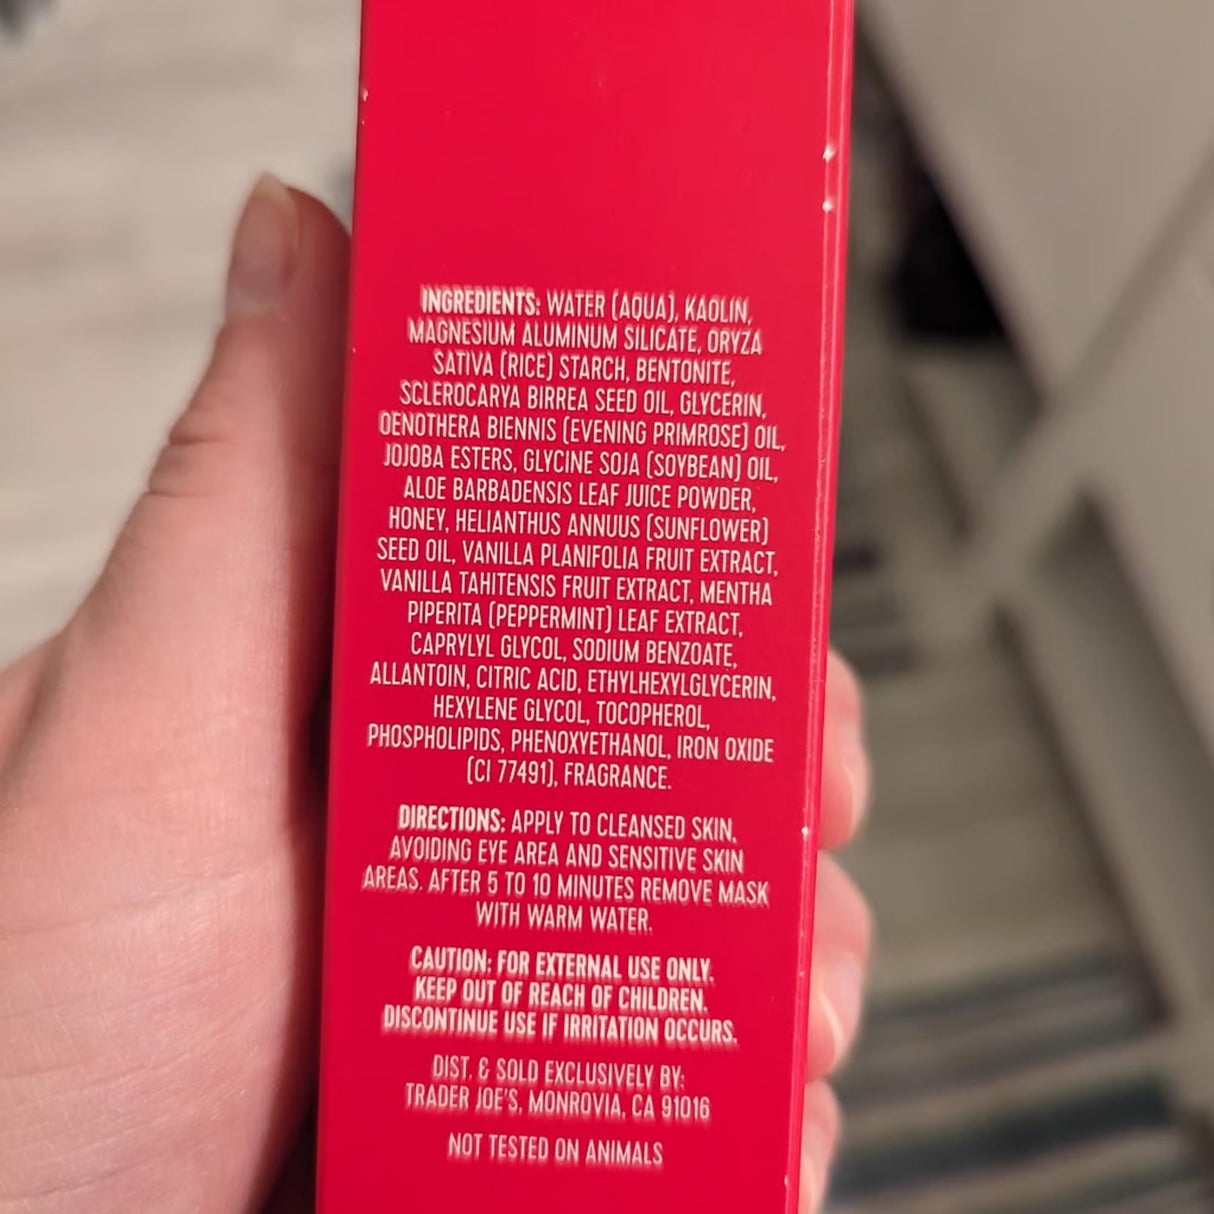 INGREDIENTS: WATER (AQUA), KAOLIN,
MAGNESIUM ALUMINUM SILICATE, ORYZA
SATIVA (RICE) STARCH, BENTONITE,
SCLEROCARYA BIRREA SEED OIL, GLYCERIN,
OENOTHERA BIENNIS (EVENING PRIMROSE) OIL,
JOJOBA ESTERS, GLYCINE SOJA (SOYBEAN) OIL,
ALOE BARBADENSIS LEAF JUICE POWDER,
HONEY, HELIANTHUS ANNUUS (SUNFLOWER)
SEED OIL, VANILLA PLANIFOLIA FRUIT EXTRACT,
VANILLA TAHITENSIS FRUIT EXTRACT, MENTHA
PIPERITA (PEPPERMINT) LEAF EXTRACT,
CAPRYLYL GLYCOL, SODIUM BENZOATE,
ALLANTOIN, CITRIC ACID, ETHYLHEXYLGLYCERIN,
HEXYLENE GLYCOL, TOCOPHEROL,
PHOSPHOLIPIDS, PHENOXYETHANOL, IRON OXIDE
(CI 77491), FRAGRANCE.
DIRECTIONS: APPLY TO CLEANSED SKIN,
AVOIDING EYE AREA AND SENSITIVE SKIN
AREAS. AFTER 5 TO 10 MINUTES REMOVE MASK
WITH WARM WATER.
CAUTION: FOR EXTERNAL USE ONLY.
KEEP OUT OF REACH OF CHILDREN.
DISCONTINUE USE IF IRRITATION OCCURS.
DIST. & SOLD EXCLUSIVELY BY:
TRADER JOE'S, MONROVIA, CA 91016
NOT TESTED ON ANIMALS